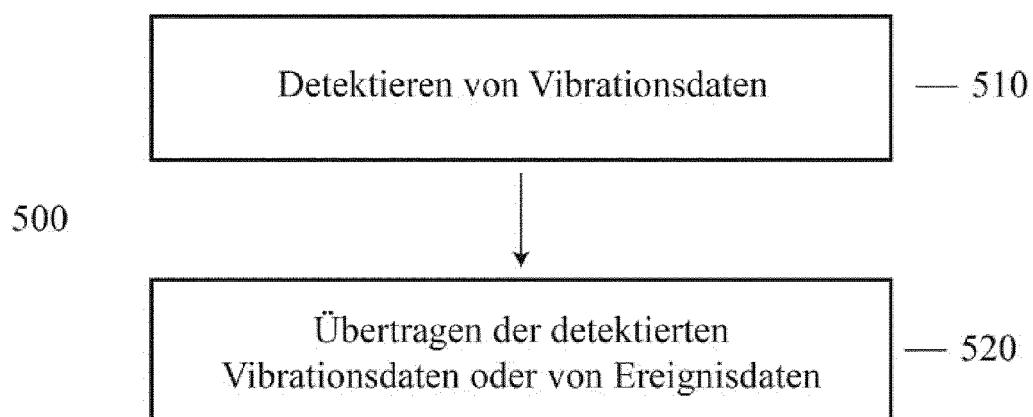 Detektieren von Vibrationsdaten
510
500
Übertragen der detektierten
Vibrationsdaten oder von Ereignisdaten
520